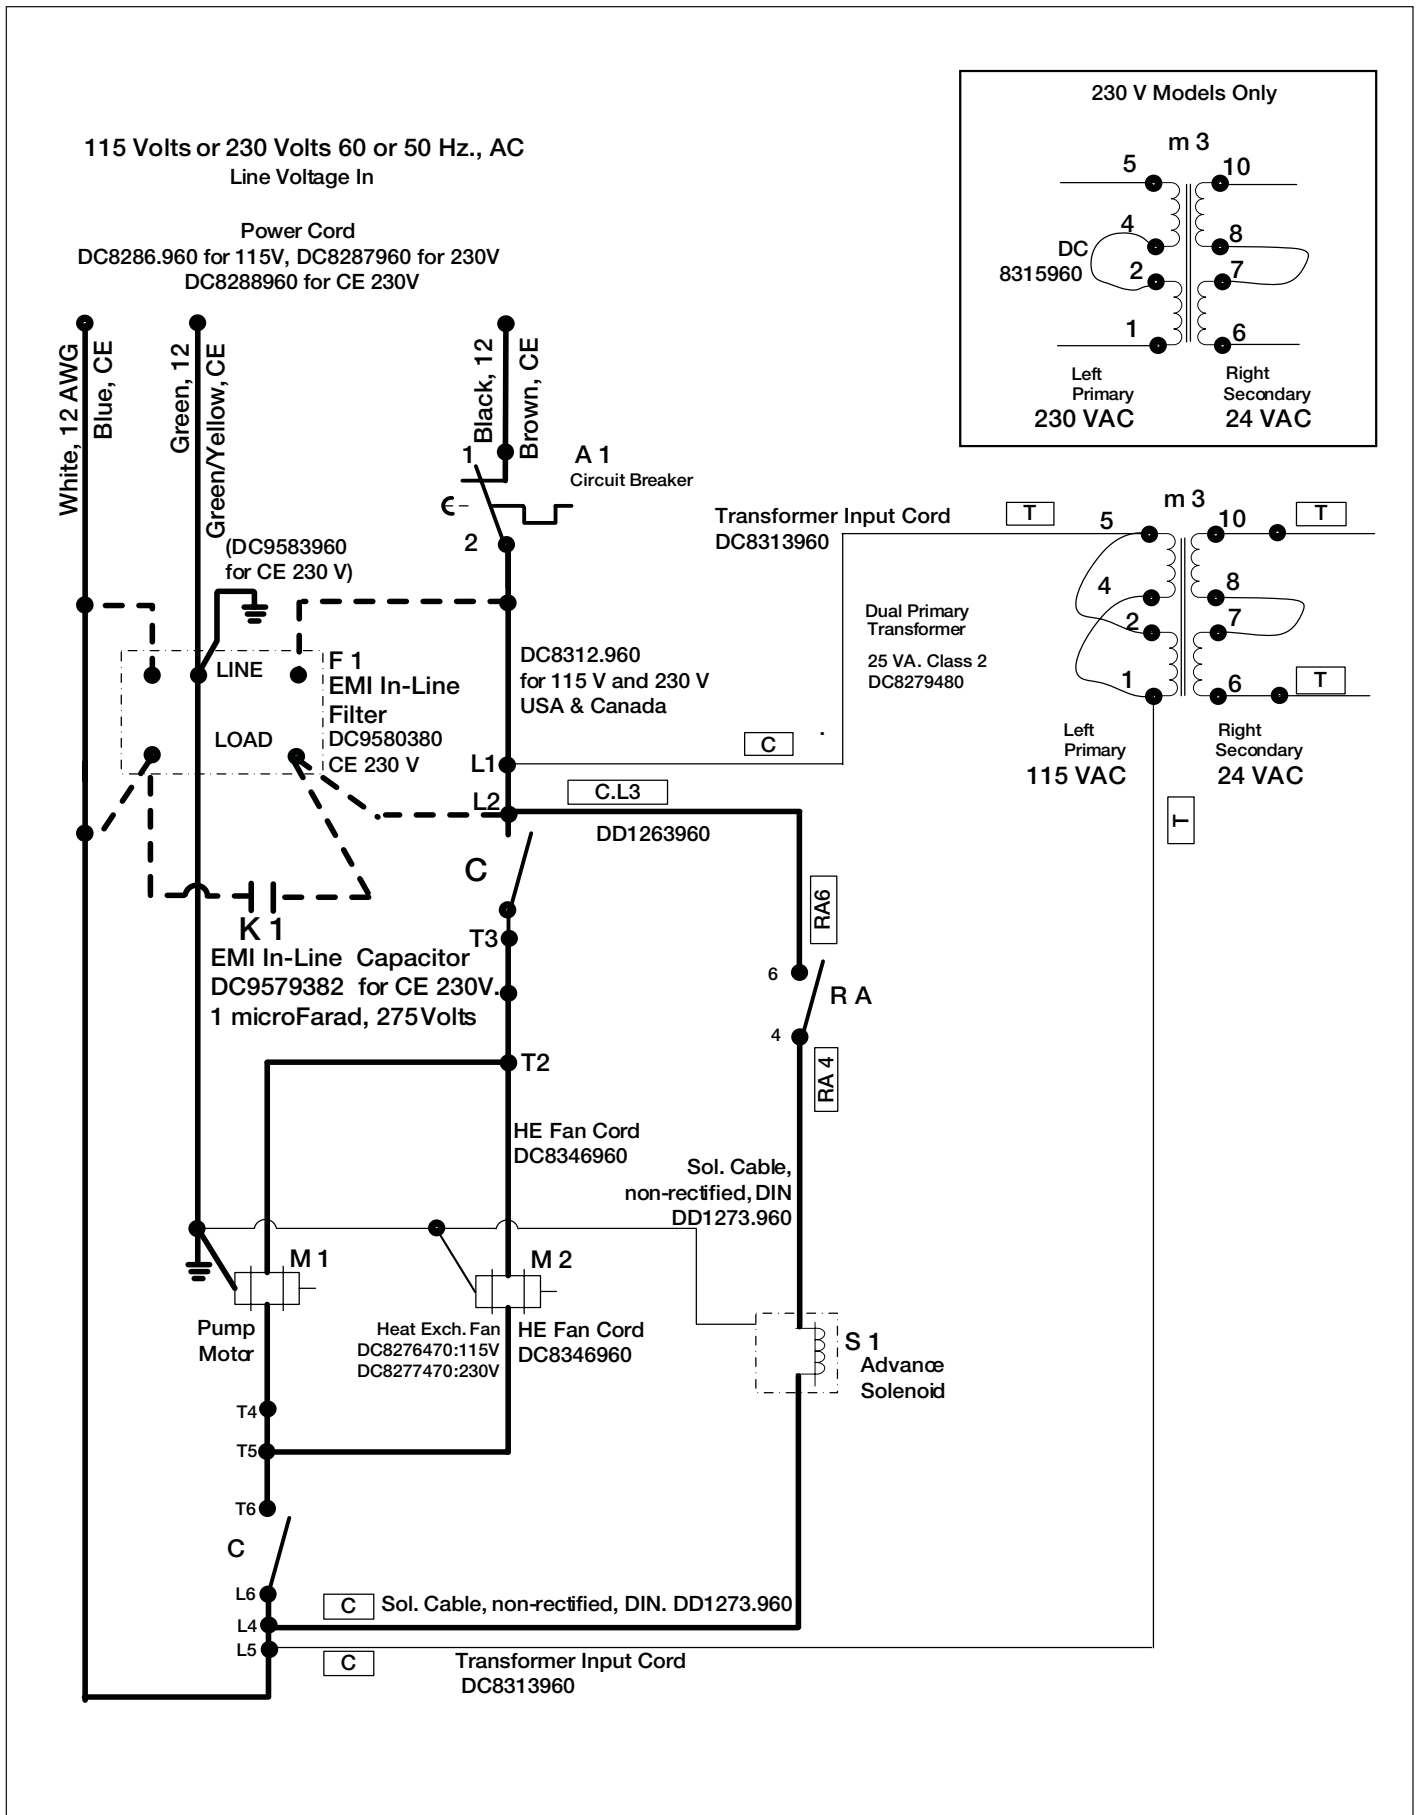 115 Volts or 230 Volts 60 or 50 Hz., AC
Line Voltage In
Power Cord
DC8286.960 for 115V, DC8287960 for 230V
DC8288960 for CE 230V
White, 12 AWG
Blue, CE
Green, 12
Green/Yellow, CE
Black, 12
Brown, CE
1
2
A 1
Circuit Breaker
230 V Models Only
m 3
5
10
4
8
DC
8315960
2
7
1
6
Left
Primary
230 VAC
Right
Secondary
24 VAC
(DC9583960
for CE 230 V)
LINE
LOAD
F 1
EMI In-Line
Filter
DC9580380
CE 230 V
DC8312.960
for 115 V and 230 V
USA & Canada
Transformer Input Cord
DC8313960
T
m 3
5
10
T
4
8
2
7
1
6
T
Dual Primary
Transformer
25 VA. Class 2
DC8279480
Left
Primary
115 VAC
Right
Secondary
24 VAC
T
C
.
L1
L2
C.L3
DD1263960
C
K 1
EMI In-Line Capacitor
DC9579382 for CE 230V.
1 microFarad, 275 Volts
T3
T2
RA6
6
R A
4
RA 4
HE Fan Cord
DC8346960
Sol. Cable,
non-rectified, DIN
DD1273.960
M 1
Pump
Motor
M 2
Heat Exch. Fan
DC8276470:115V
DC8277470:230V
HE Fan Cord
DC8346960
S 1
Advance
Solenoid
T4
T5
T6
C
L6
L4
L5
C
Sol. Cable, non-rectified, DIN. DD1273.960
C
Transformer Input Cord
DC8313960